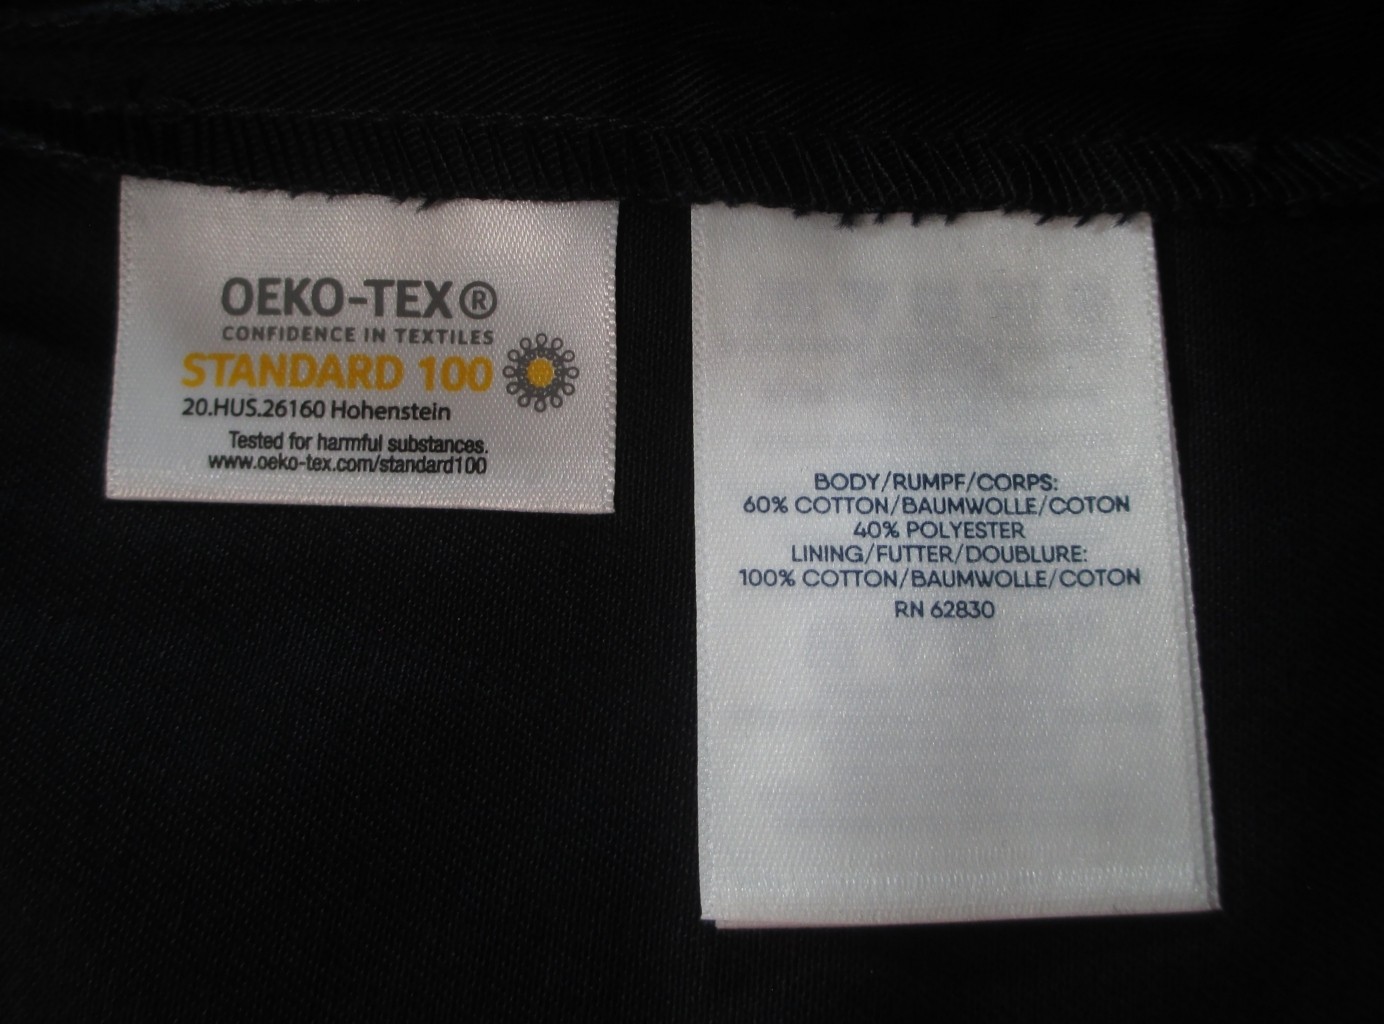 OEKO-TEX®
CONFIDENCE IN TEXTILES
STANDARD 100
20.HUS.26160 Hohenstein
Tested for harmful substances.
www.oeko-tex.com/standard100
BODY/RUMPF/CORPS:
60% COTTON/BAUMWOLLE/COTON
40% POLYESTER
LINING/FUTTER/DOUBLURE:
100% COTTON/BAUMWOLLE/COTON
RN 62830